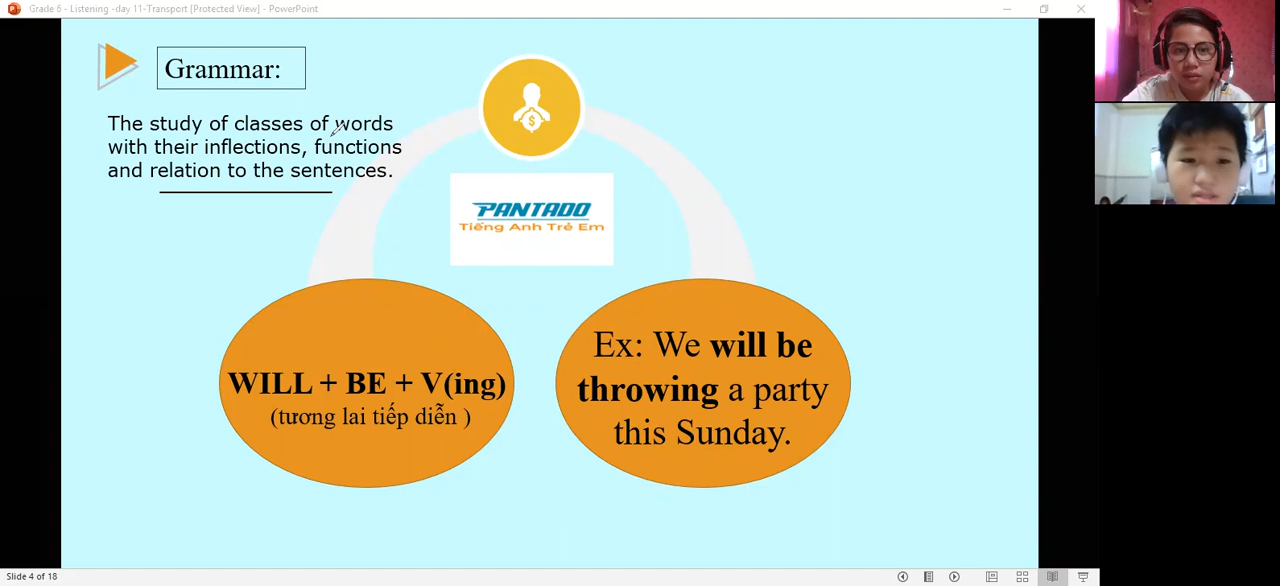 Grade 6 - Listening -day 11-Transport [Protected View] - PowerPoint
Grammar:
The study of classes of words
with their inflections, functions
and relation to the sentences.
$
PANTADO
Tiếng Anh Trẻ Em
WILL + BE + V(ing)
(tương lai tiếp diễn )
Ex: We will be
throwing a party
this Sunday.
Slide 4 of 18